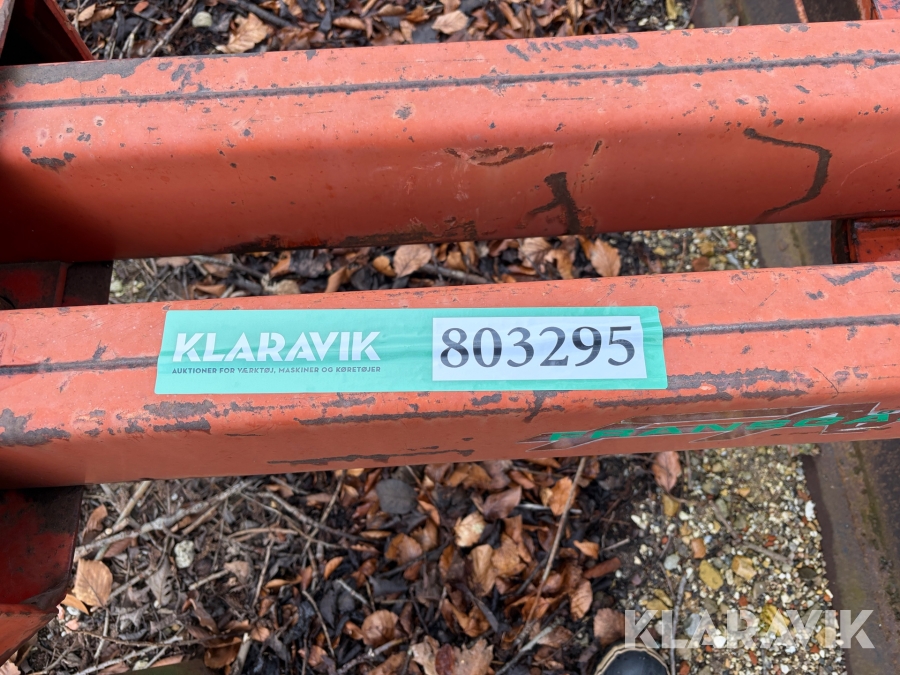 KLARAVIK
AUKTIONER FOR VÆRKTØJ, MASKINER OG KØRETØJER
803295
KLARAVIK